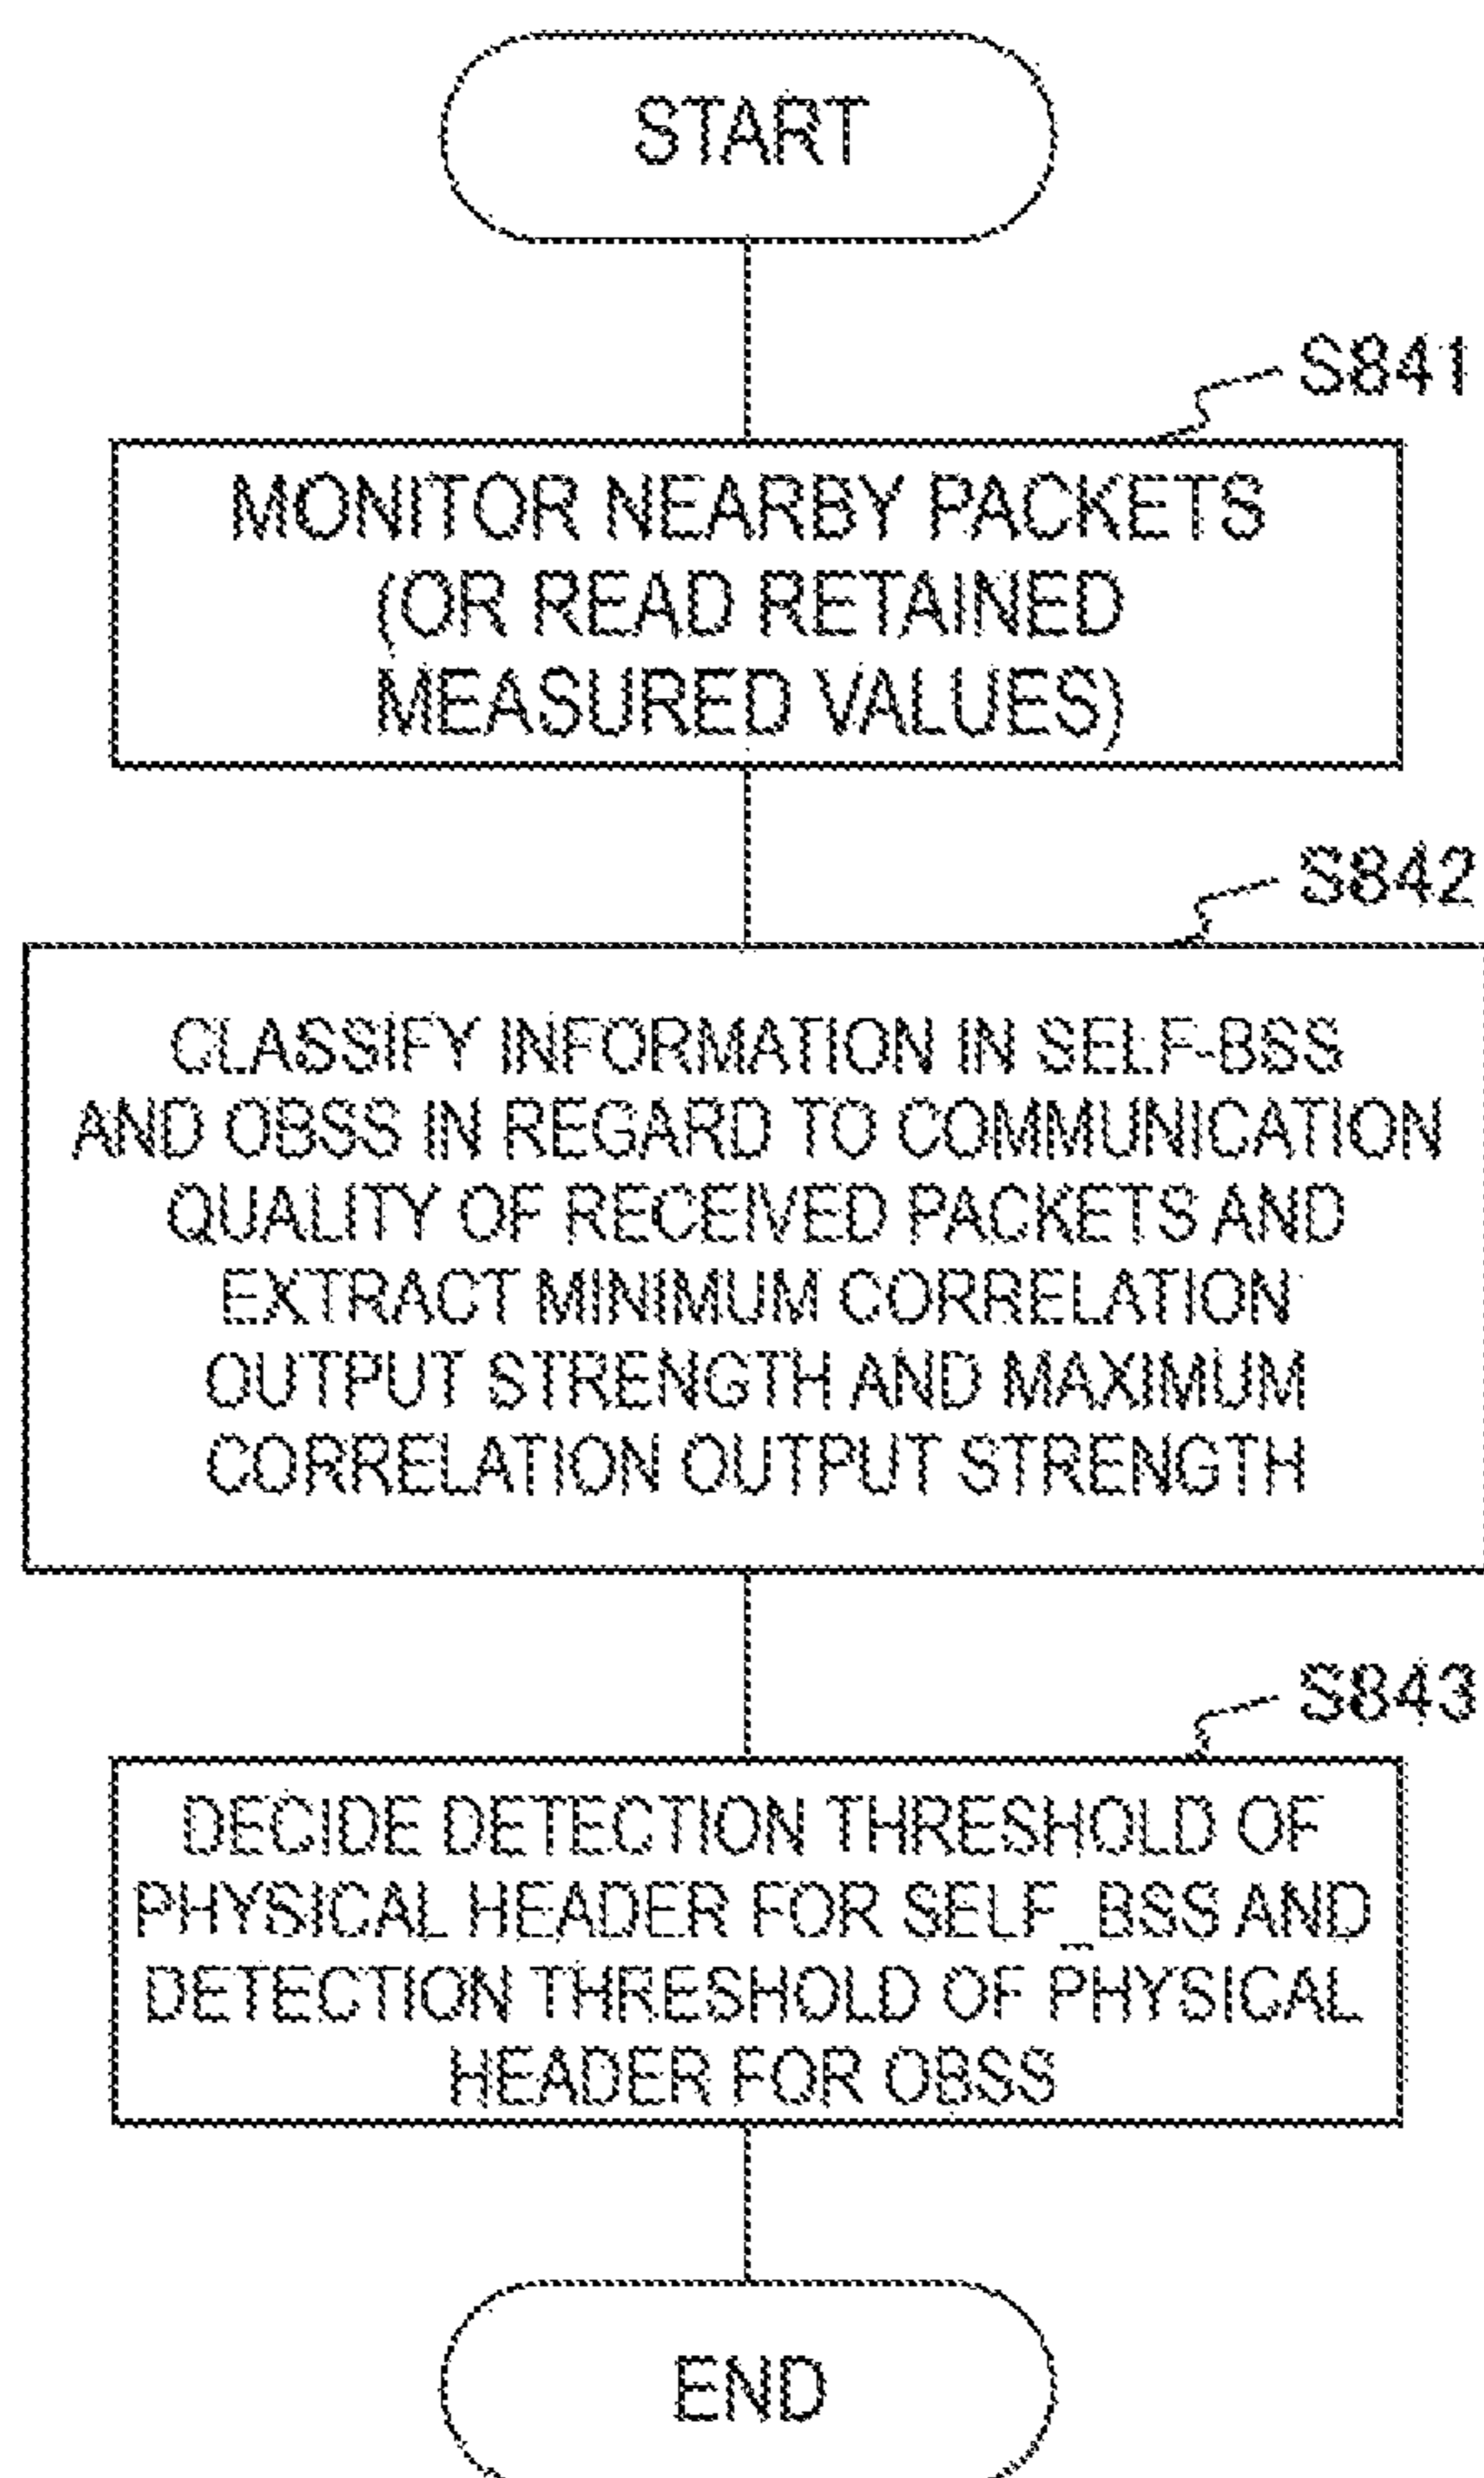 START
S841
MONITOR NEARBY PACKETS
(OR READ RETAINED
MEASURED VALUES)
S842
CLASSIFY INFORMATION IN SELF-BSS
AND OBSS IN REGARD TO COMMUNICATION
QUALITY OF RECEIVED PACKETS AND
EXTRACT MINIMUM CORRELATION
OUTPUT STRENGTH AND MAXIMUM
CORRELATION OUTPUT STRENGTH
S843
DECIDE DETECTION THRESHOLD OF
PHYSICAL HEADER FOR SELF_BSS AND
DETECTION THRESHOLD OF PHYSICAL
HEADER FOR OBSS
END